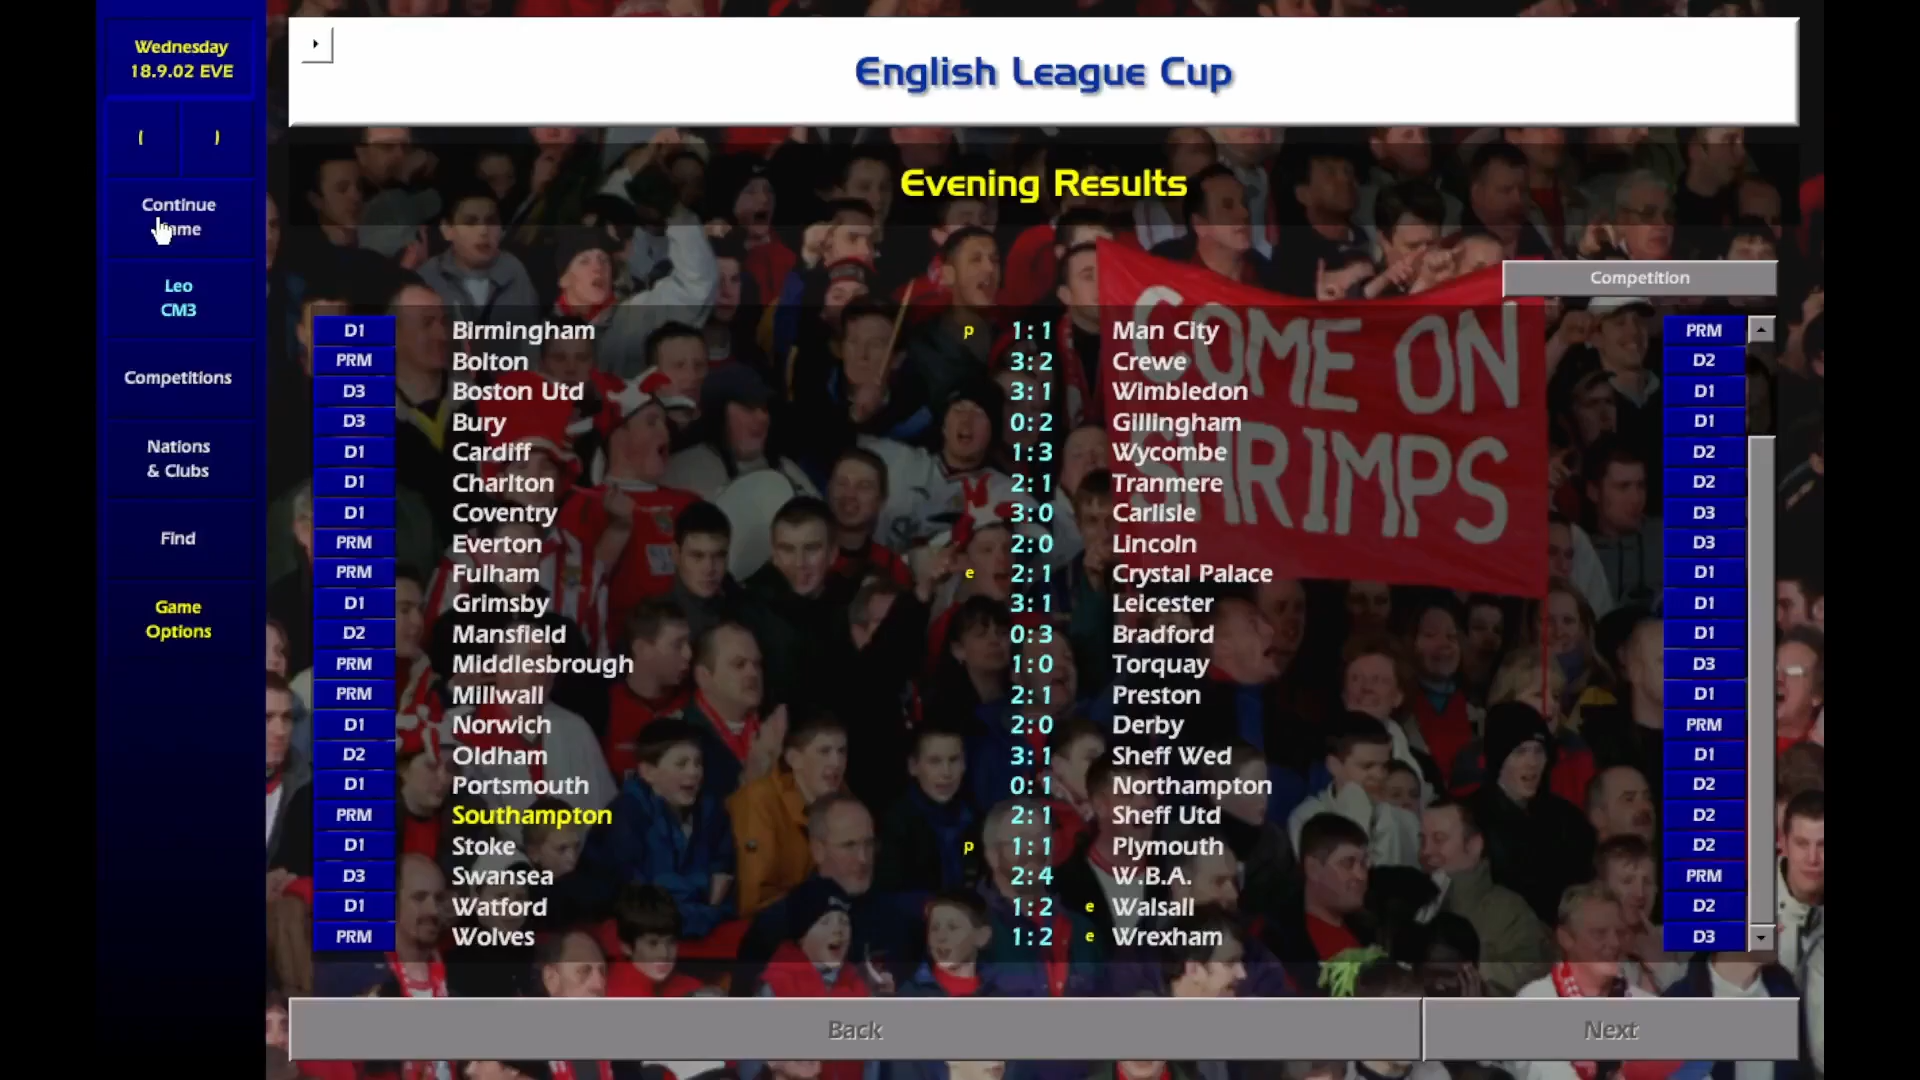 Wednesday
18.9.02 EVE
English League Cup
Evening Results
Continue
Leo
CM3
Competitions
Nations
& Clubs
Find
Game
Options
Competition
COME ON
SHRIMPS
D1 Birmingham p 1:1 Man City PRM
PRM Bolton 3:2 Crewe D2
D3 Boston Utd 3:1 Wimbledon D1
D3 Bury 0:2 Gillingham D1
D1 Cardiff 1:3 Wycombe D2
D1 Charlton 2:1 Tranmere D2
D1 Coventry 3:0 Carlisle D3
PRM Everton 2:0 Lincoln D3
PRM Fulham e 2:1 Crystal Palace D1
D1 Grimsby 3:1 Leicester D1
D2 Mansfield 0:3 Bradford D1
PRM Middlesbrough 1:0 Torquay D3
PRM Millwall 2:1 Preston D1
D1 Norwich 2:0 Derby PRM
D2 Oldham 3:1 Sheff Wed D1
D1 Portsmouth 0:1 Northampton D2
PRM Southampton 2:1 Sheff Utd D2
D1 Stoke p 1:1 Plymouth D2
D3 Swansea 2:4 W.B.A. PRM
D1 Watford 1:2 e Walsall D2
PRM Wolves 1:2 e Wrexham D3
Back
Next